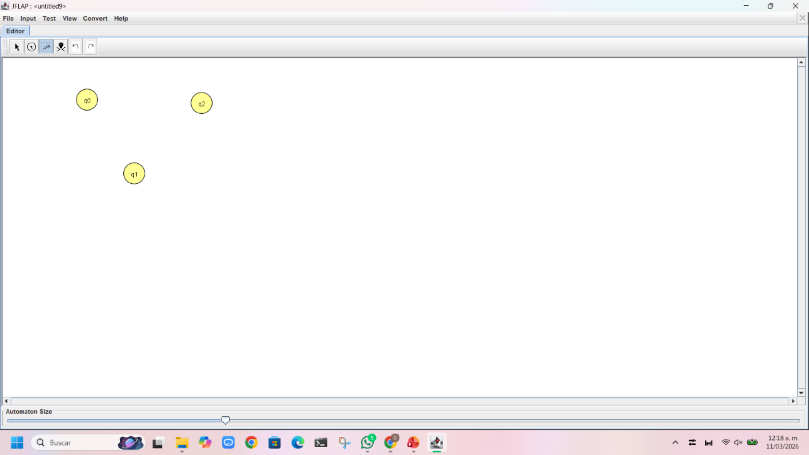 JFLAP : <untitled9>
File Input Test View Convert Help
Editor
q0
q2
q1
Automaton Size
Buscar
12:18 a. m.
11/03/2026